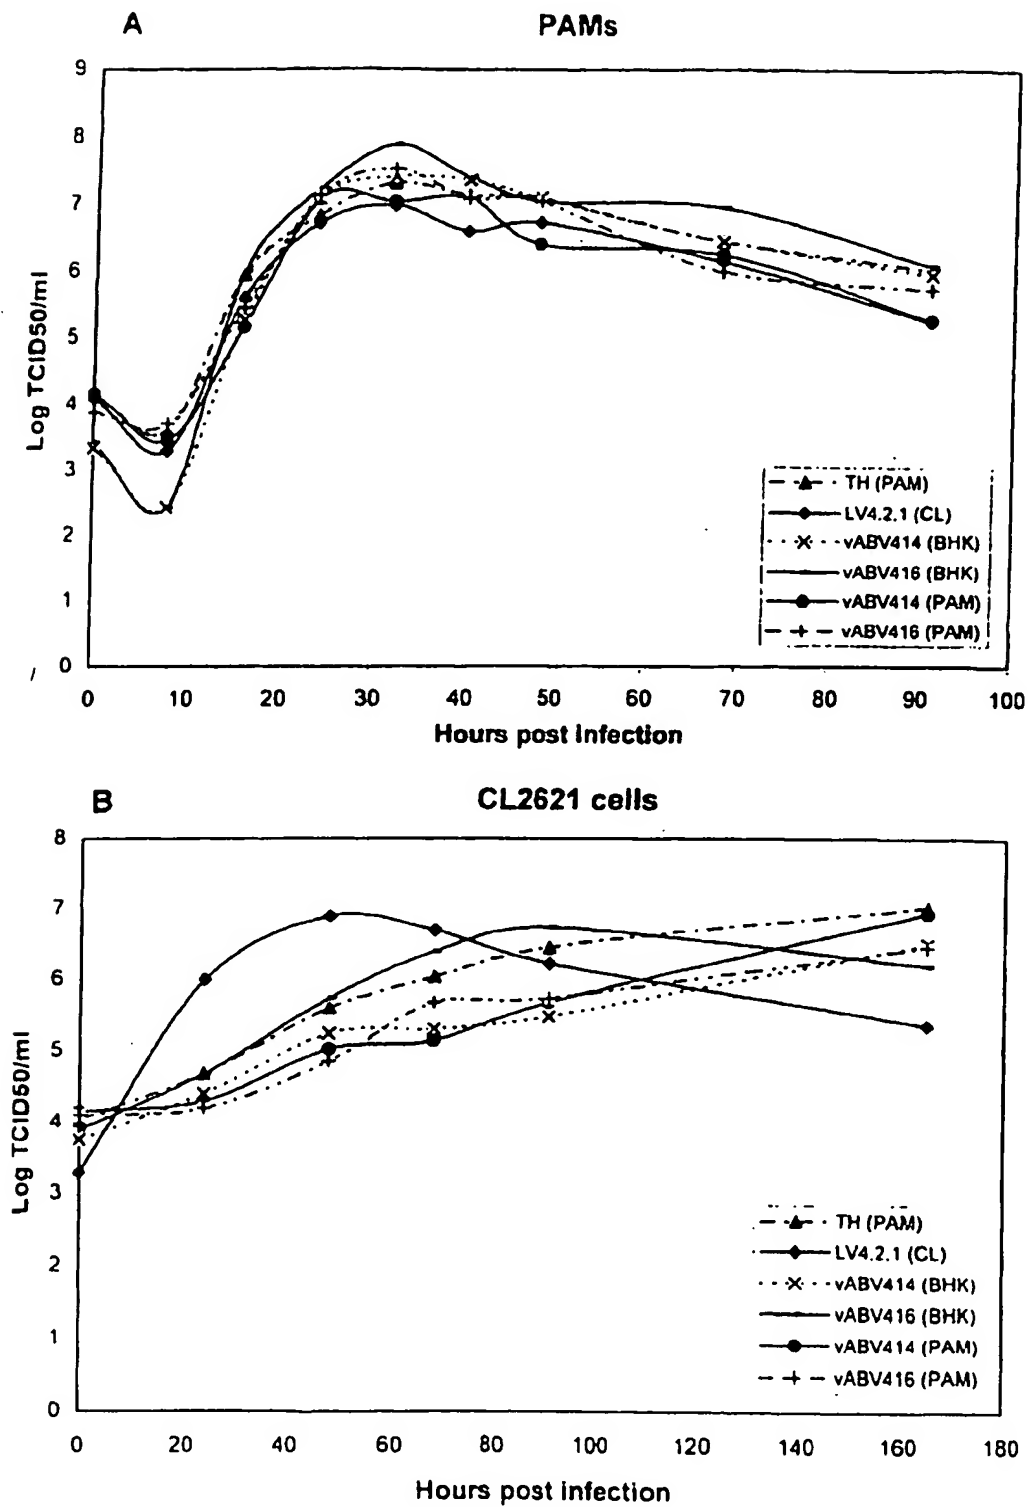 A
PAMs
9
8
7
6
5
4
3
2
1
0
Log TCID50/ml
TH (PAM)
LV4.2.1 (CL)
vABV414 (BHK)
vABV416 (BHK)
vABV414 (PAM)
vABV416 (PAM)
0 10 20 30 40 50 60 70 80 90 100
Hours post infection
B
CL2621 cells
8
7
6
5
4
3
2
1
0
Log TCID50/ml
TH (PAM)
LV4.2.1 (CL)
vABV414 (BHK)
vABV416 (BHK)
vABV414 (PAM)
vABV416 (PAM)
0 20 40 60 80 100 120 140 160 180
Hours post infection